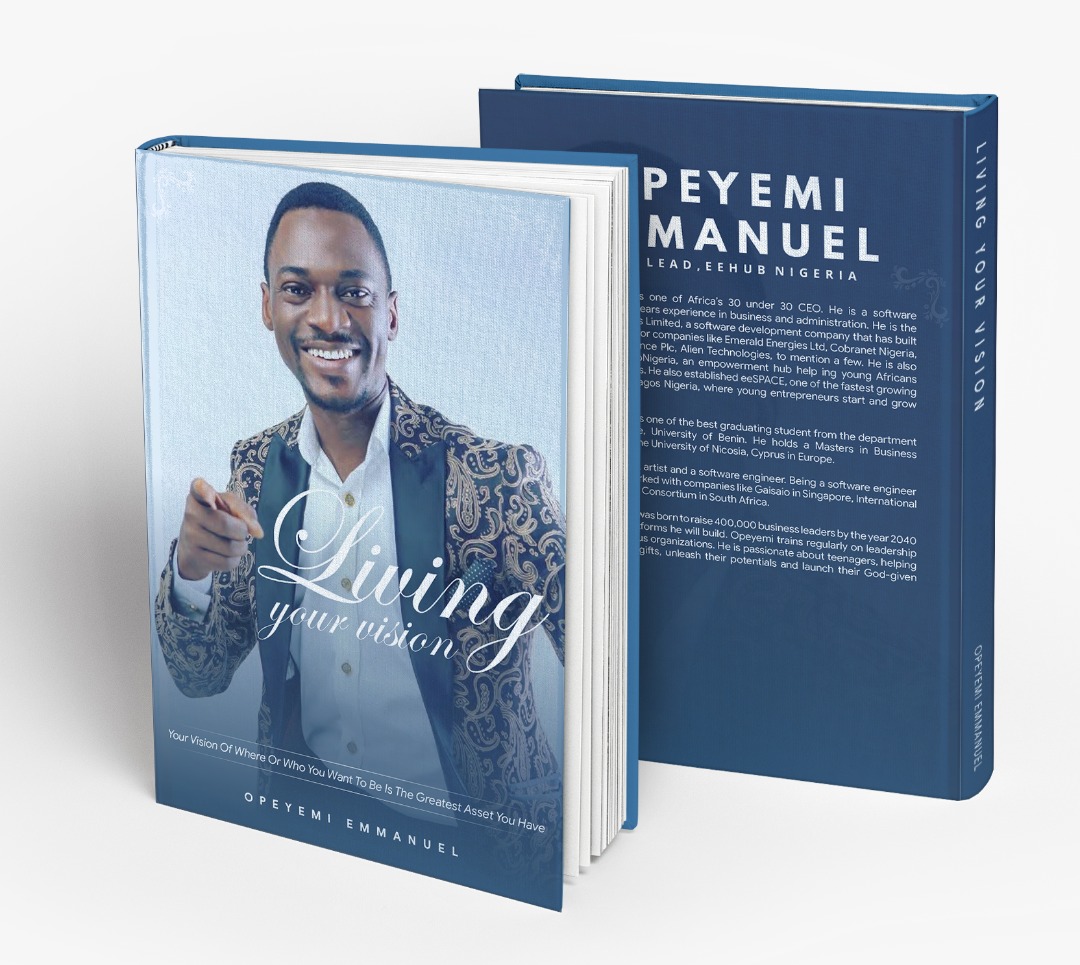 Living
your vision
Your Vision Of Where Or Who You Want To Be Is The Greatest Asset You Have
OPEYEMI EMMANUEL
PEYEMI
MANUEL
LEAD, EEHUB NIGERIA
s one of Africa's 30 under 30 CEO. He is a software
ears experience in business and administration. He is the
s Limited, a software development company that has built
or companies like Emerald Energies Ltd, Cobranet Nigeria,
nce Plc, Alien Technologies, to mention a few. He is also
oNigeria, an empowerment hub help ing young Africans
s. He also established eeSPACE, one of the fastest growing
agos Nigeria, where young entrepreneurs start and grow
s one of the best graduating student from the department
e, University of Benin. He holds a Masters in Business
he University of Nicosia, Cyprus in Europe.
artist and a software engineer. Being a software engineer
rked with companies like Gaisaio in Singapore, International
Consortium in South Africa.
was born to raise 400,000 business leaders by the year 2040
forms he will build. Opeyemi trains regularly on leadership
us organizations. He is passionate about teenagers, helping
gifts, unleash their potentials and launch their God-given
LIVING YOUR VISION
OPEYEMI EMMANUEL